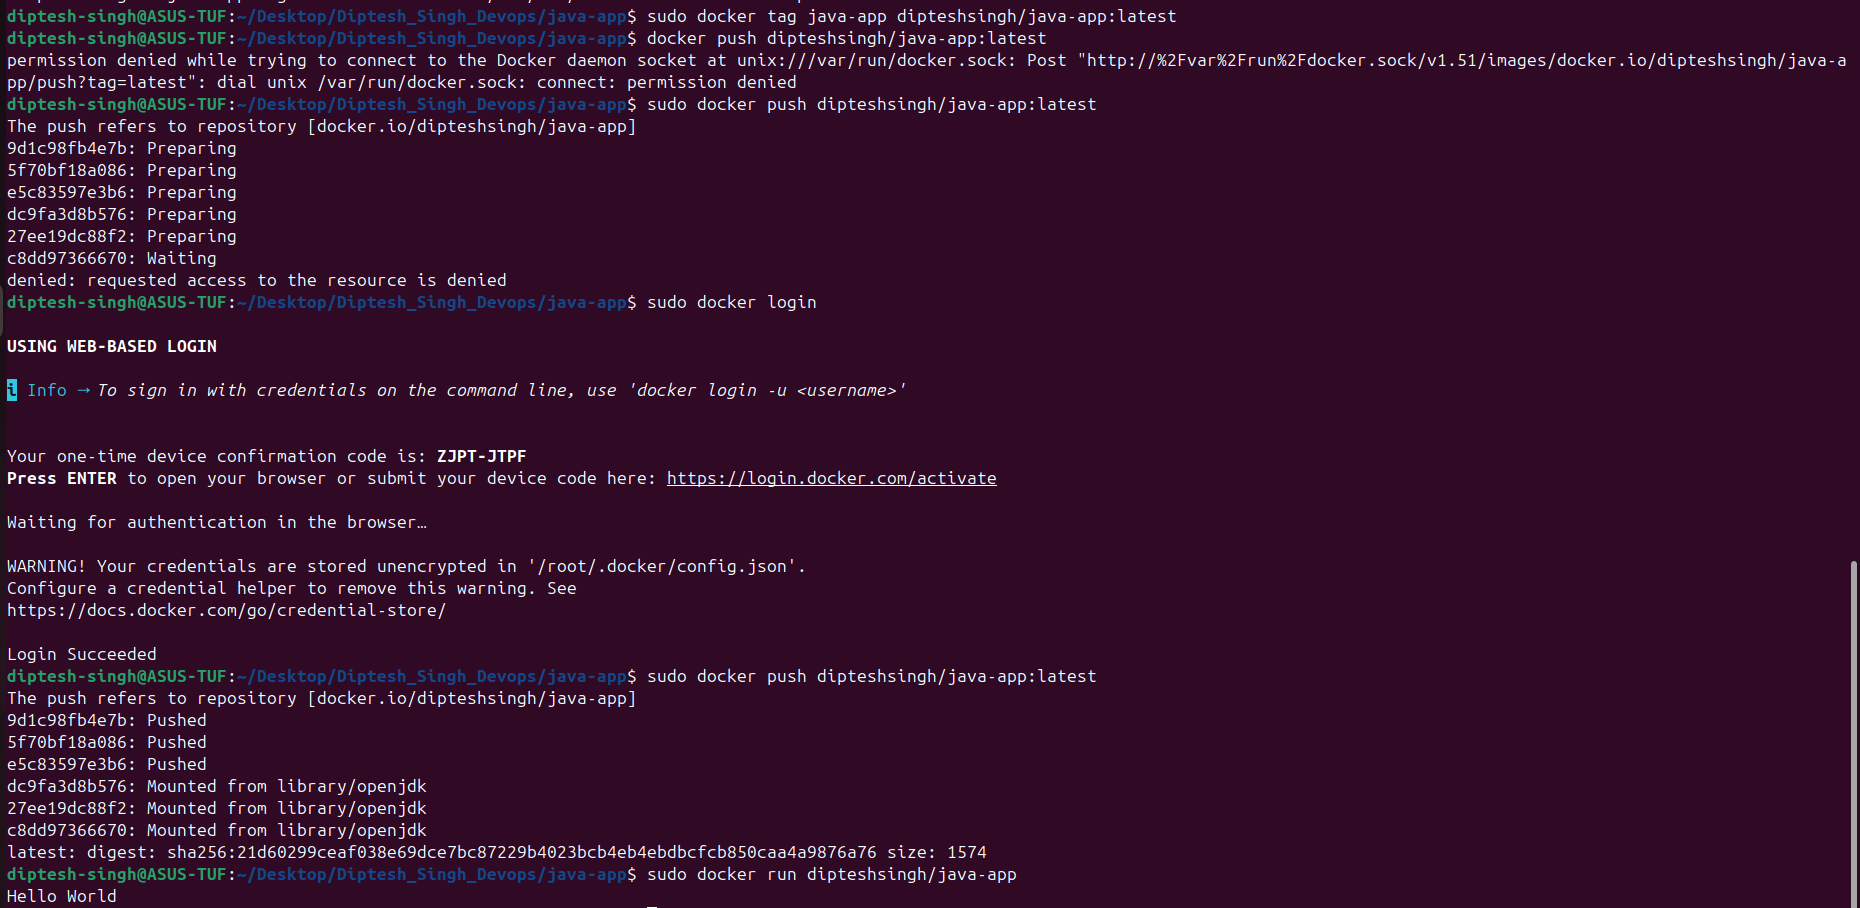 diptesh-singh@ASUS-TUF:~/Desktop/Diptesh_Singh_Devops/java-app$ sudo docker tag java-app dipteshsingh/java-app:latest
diptesh-singh@ASUS-TUF:~/Desktop/Diptesh_Singh_Devops/java-app$ docker push dipteshsingh/java-app:latest
permission denied while trying to connect to the Docker daemon socket at unix:///var/run/docker.sock: Post "http://%2Fvar%2Frun%2Fdocker.sock/v1.51/images/docker.io/dipteshsingh/java-a
pp/push?tag=latest": dial unix /var/run/docker.sock: connect: permission denied
diptesh-singh@ASUS-TUF:~/Desktop/Diptesh_Singh_Devops/java-app$ sudo docker push dipteshsingh/java-app:latest
The push refers to repository [docker.io/dipteshsingh/java-app]
9d1c98fb4e7b: Preparing
5f70bf18a086: Preparing
e5c83597e3b6: Preparing
dc9fa3d8b576: Preparing
27ee19dc88f2: Preparing
c8dd97366670: Waiting
denied: requested access to the resource is denied
diptesh-singh@ASUS-TUF:~/Desktop/Diptesh_Singh_Devops/java-app$ sudo docker login
USING WEB-BASED LOGIN
i Info → To sign in with credentials on the command line, use 'docker login -u <username>'
Your one-time device confirmation code is: ZJPT-JTPF
Press ENTER to open your browser or submit your device code here: https://login.docker.com/activate
Waiting for authentication in the browser…
WARNING! Your credentials are stored unencrypted in '/root/.docker/config.json'.
Configure a credential helper to remove this warning. See
https://docs.docker.com/go/credential-store/
Login Succeeded
diptesh-singh@ASUS-TUF:~/Desktop/Diptesh_Singh_Devops/java-app$ sudo docker push dipteshsingh/java-app:latest
The push refers to repository [docker.io/dipteshsingh/java-app]
9d1c98fb4e7b: Pushed
5f70bf18a086: Pushed
e5c83597e3b6: Pushed
dc9fa3d8b576: Mounted from library/openjdk
27ee19dc88f2: Mounted from library/openjdk
c8dd97366670: Mounted from library/openjdk
latest: digest: sha256:21d60299ceaf038e69dce7bc87229b4023bcb4eb4ebdbcfcb850caa4a9876a76 size: 1574
diptesh-singh@ASUS-TUF:~/Desktop/Diptesh_Singh_Devops/java-app$ sudo docker run dipteshsingh/java-app
Hello World